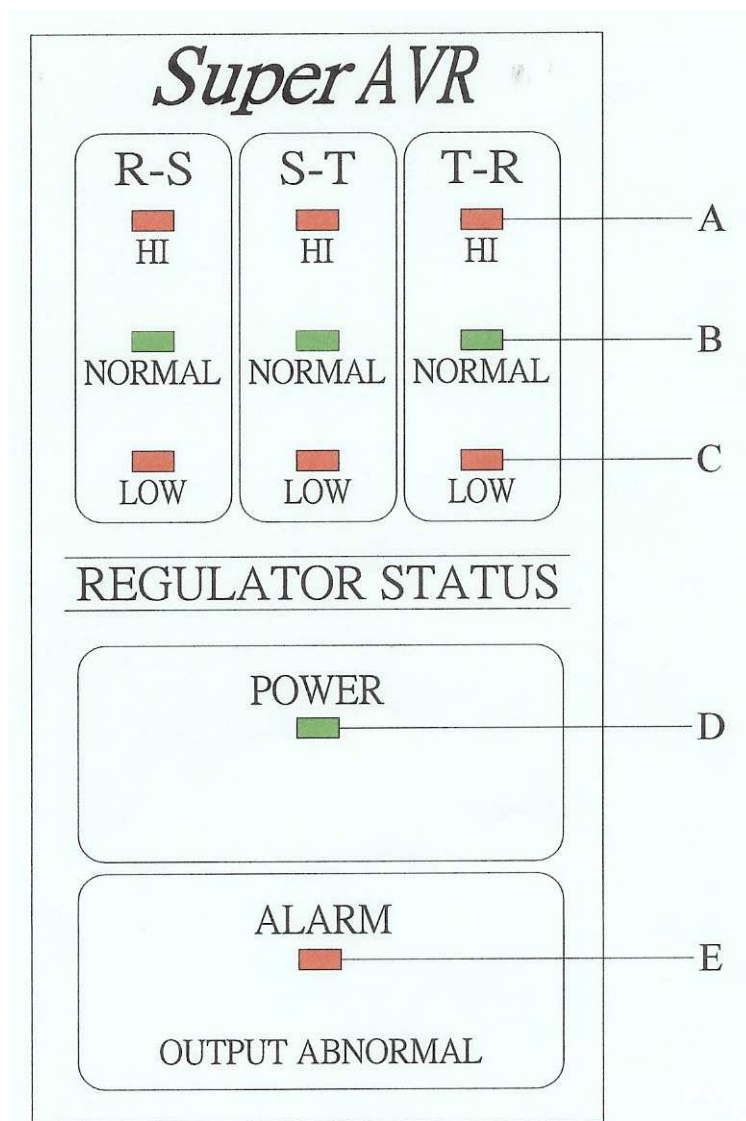 Super AVR
R-S S-T T-R
HI HI HI A
NORMAL NORMAL NORMAL B
LOW LOW LOW C
REGULATOR STATUS
POWER
D
ALARM
E
OUTPUT ABNORMAL